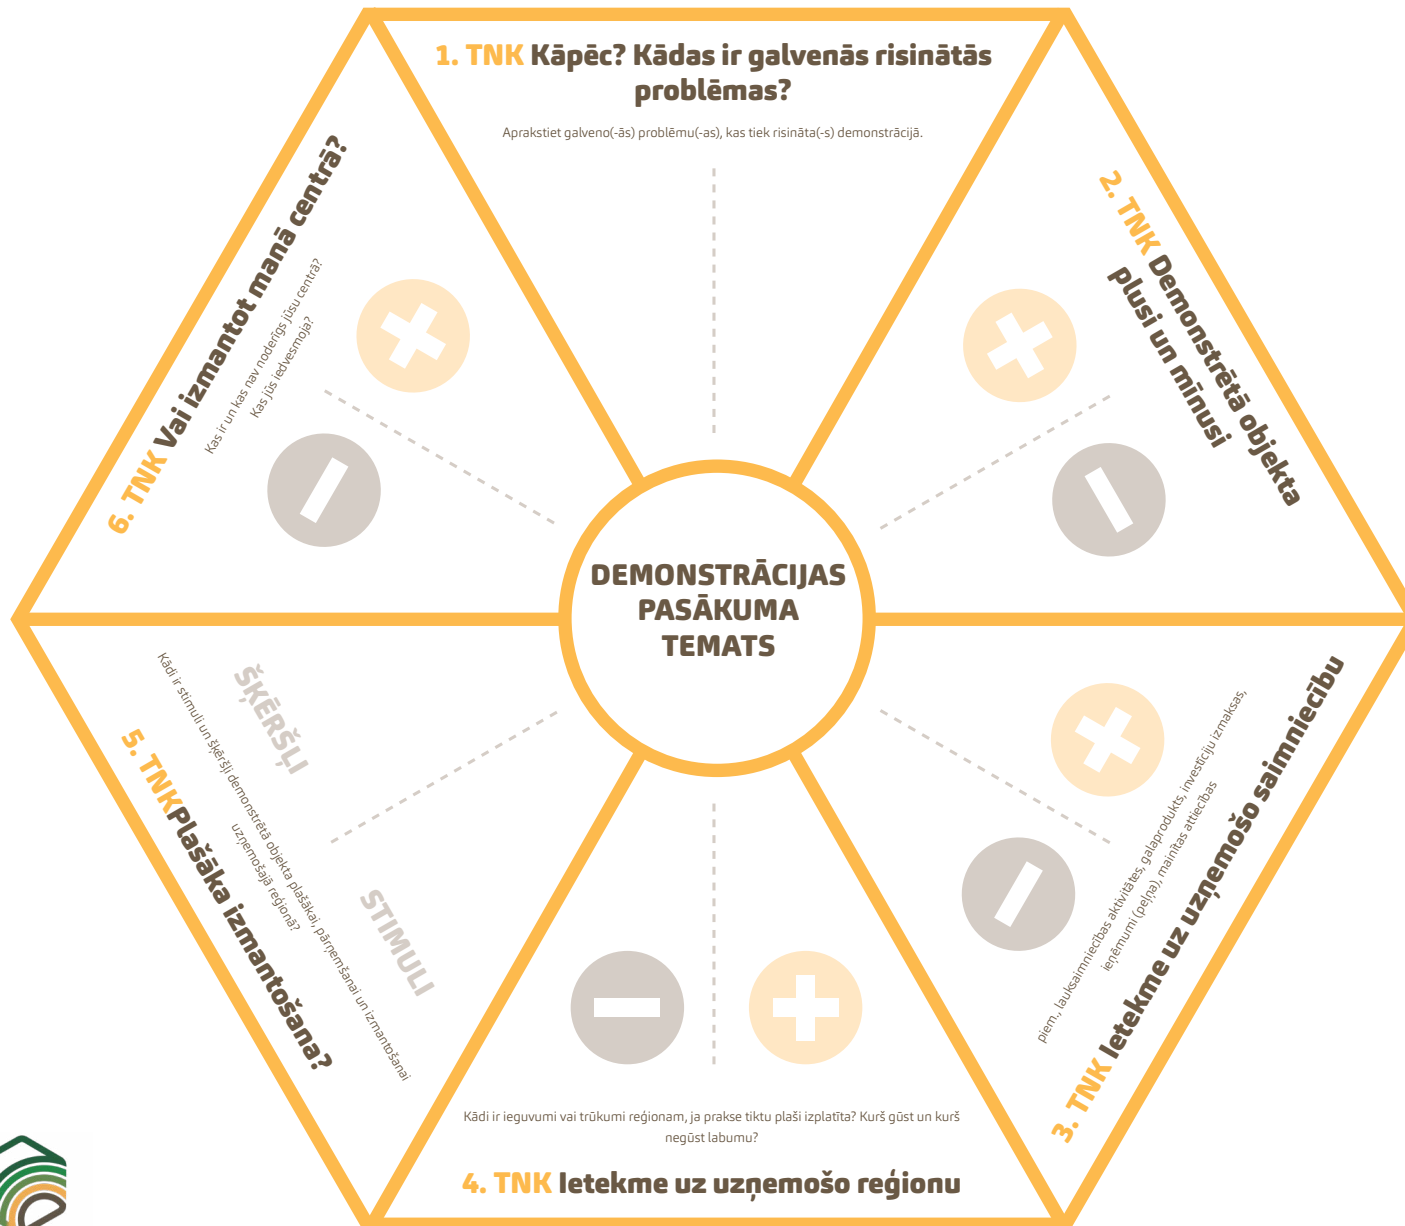 1. TNK Kāpēc? Kādas ir galvenās risinātās
problēmas?
Aprakstiet galveno(-ās) problēmu(-as), kas tiek risināta(-s) demonstrācijā.
2. TNK Demonstrētā objekta
plusi un mīnusi
3. TNK Ietekme uz uzņemošo saimniecību
piem., lauksaimniecības aktivitātes, galaprodukts, investīciju izmaksas,
ieņēmumi (peļņa), mainītas attiecības
Kādi ir ieguvumi vai trūkumi reģionam, ja prakse tiktu plaši izplatīta? Kurš gūst un kurš
negūst labumu?
4. TNK Ietekme uz uzņemošo reģionu
5. TNKPlašāka izmantošana?
Kādi ir stimuli un šķēršļi demonstrētā objekta plašākai, pārņemšanai un izmantošanai
uzņemošajā reģionā?
ŠĶĒRŠĻI
STIMULI
6. TNK Vai izmantot manā centrā?
Kas ir un kas nav noderīgs jūsu centrā?
Kas jūs iedvesmoja?
DEMONSTRĀCIJAS
PASĀKUMA
TEMATS